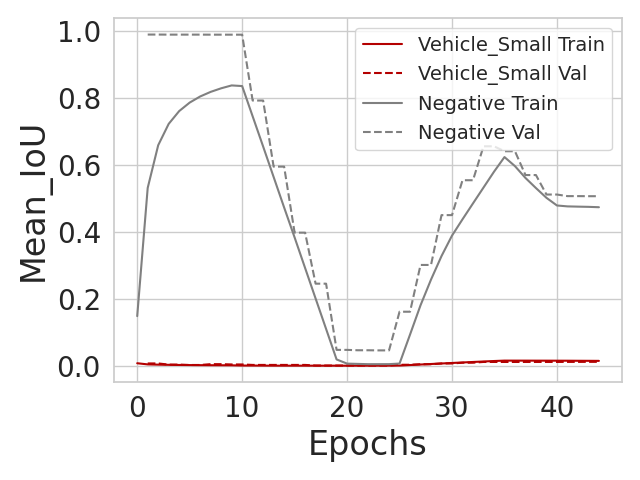 1.0
0.8
0.6
0.4
0.2
0.0
Mean_IoU
Vehicle_Small Train
Vehicle_Small Val
Negative Train
Negative Val
0 10 20 30 40
Epochs